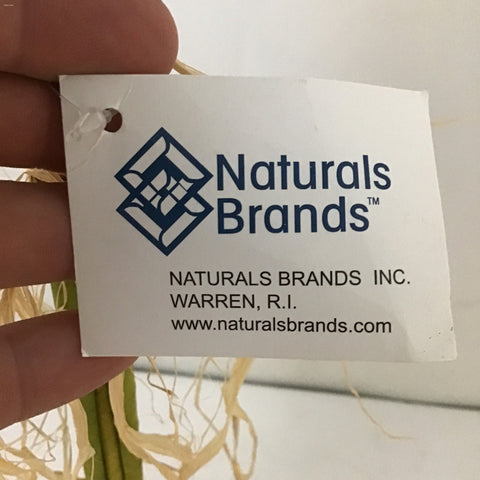 Naturals
Brands™
NATURALS BRANDS INC.
WARREN, R.I.
www.naturalsbrands.com